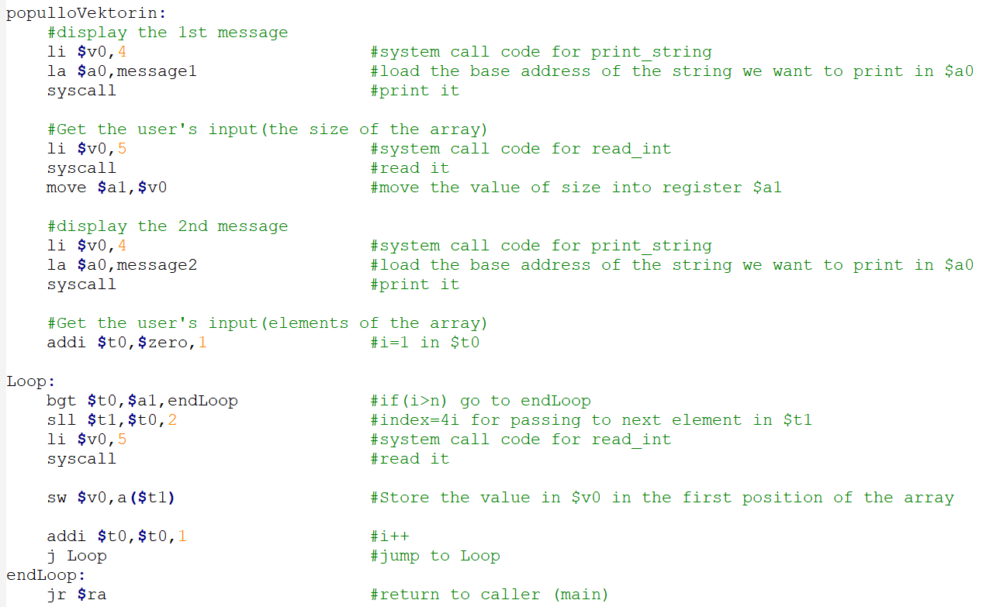 populloVektorin:
#display the 1st message
li $v0,4 #system call code for print_string
la $a0,message1 #load the base address of the string we want to print in $a0
syscall #print it
#Get the user's input(the size of the array)
li $v0,5 #system call code for read_int
syscall #read it
move $a1,$v0 #move the value of size into register $a1
#display the 2nd message
li $v0,4 #system call code for print_string
la $a0,message2 #load the base address of the string we want to print in $a0
syscall #print it
#Get the user's input(elements of the array)
addi $t0,$zero,1 #i=1 in $t0
Loop:
bgt $t0,$a1,endLoop #if(i>n) go to endLoop
sll $t1,$t0,2 #index=4i for passing to next element in $t1
li $v0,5 #system call code for read_int
syscall #read it
sw $v0,a($t1) #Store the value in $v0 in the first position of the array
addi $t0,$t0,1 #i++
j Loop #jump to Loop
endLoop:
jr $ra #return to caller (main)